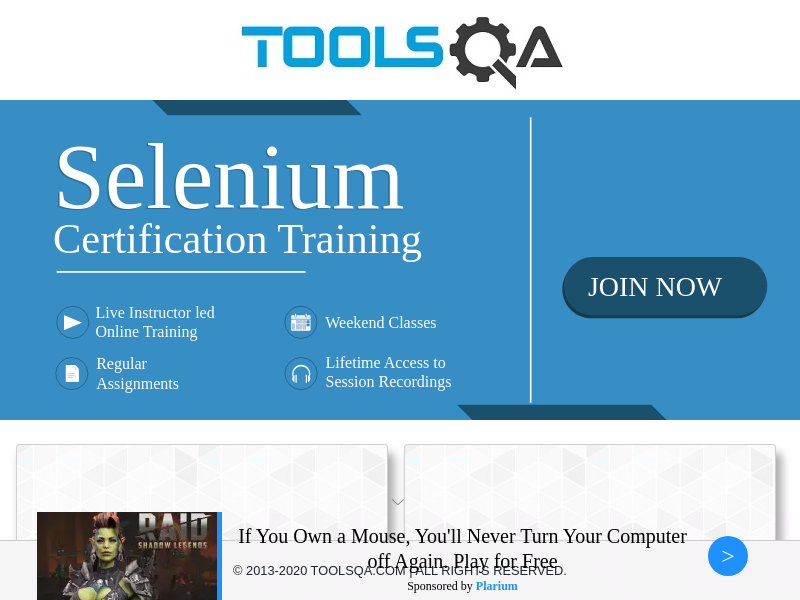 TOOLSQA
Selenium
Certification Training
JOIN NOW
Live Instructor led
Online Training
Weekend Classes
Regular
Assignments
Lifetime Access to
Session Recordings
RAID
SHADOW LEGENDS
If You Own a Mouse, You'll Never Turn Your Computer
off Again. Play for Free
© 2013-2020 TOOLSQA.COM | ALL RIGHTS RESERVED.
Sponsored by Plarium
>